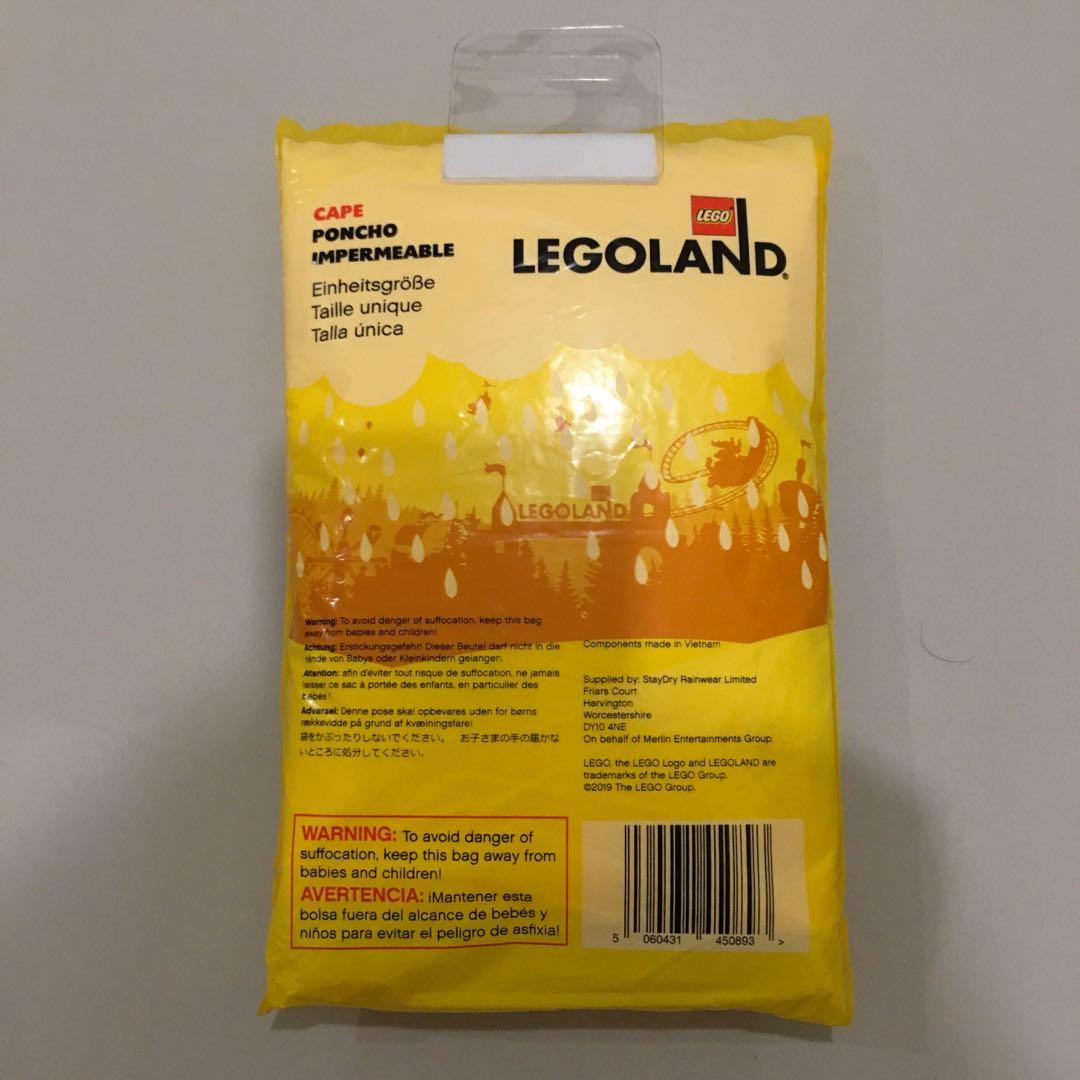 CAPE
PONCHO
IMPERMEABLE
Einheitsgröße
Taille unique
Talla única
LEGO
LEGOLAND®
LEGOLAND
Warning: To avoid danger of suffocation, keep this bag
away from babies and children!
Achtung: Erstickungsgefahr! Dieser Beutel darf nicht in die
Hände von Babys oder Kleinkindern gelangen.
Attention: afin d'éviter tout risque de suffocation, ne jamais
laisser ce sac à portée des enfants, en particulier des
bébés !
Advarsel: Denne pose skal opbevares uden for børns
rækkevidde på grund af kvælningsfare!
袋をかぶったりしないでください。 お子さまの手の届かな
いところに処分してください。
Components made in Vietnam
Supplied by: StayDry Rainwear Limited
Friars Court
Harvington
Worcestershire
DY10 4NE
On behalf of Merlin Entertainments Group.
LEGO, the LEGO Logo and LEGOLAND are
trademarks of the LEGO Group.
©2019 The LEGO Group.
WARNING: To avoid danger of
suffocation, keep this bag away from
babies and children!
AVERTENCIA: ¡Mantener esta
bolsa fuera del alcance de bebés y
niños para evitar el peligro de asfixia!
5 060431 450893 >